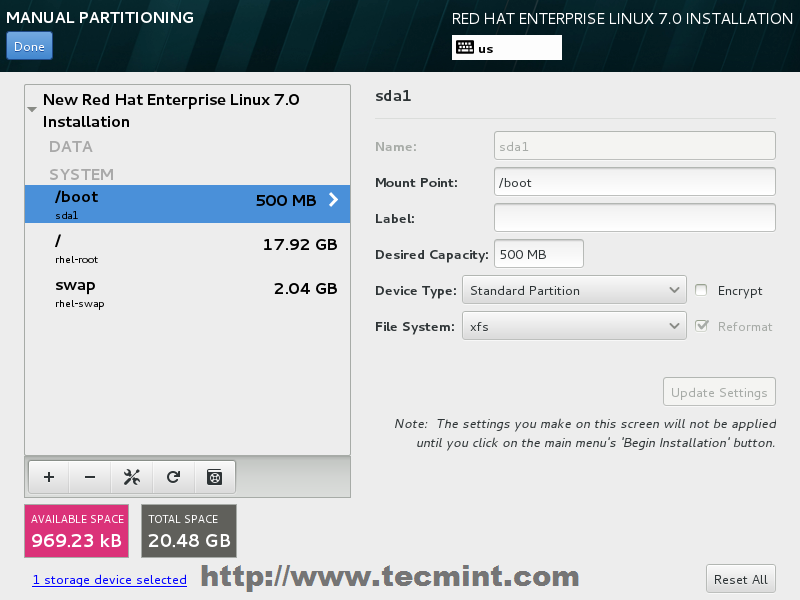 MANUAL PARTITIONING
RED HAT ENTERPRISE LINUX 7.0 INSTALLATION
Done
us
New Red Hat Enterprise Linux 7.0
Installation
DATA
SYSTEM
/boot 500 MB
sda1
/ 17.92 GB
rhel-root
swap 2.04 GB
rhel-swap
sda1
Name: sda1
Mount Point: /boot
Label:
Desired Capacity: 500 MB
Device Type: Standard Partition Encrypt
File System: xfs Reformat
Update Settings
Note: The settings you make on this screen will not be applied
until you click on the main menu's 'Begin Installation' button.
+ −
AVAILABLE SPACE
969.23 kB
TOTAL SPACE
20.48 GB
1 storage device selected
http://www.tecmint.com
Reset All